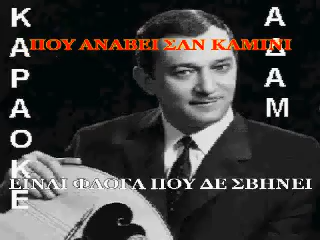 ΚΑΡΑΟΚΕ
ΑΔΑΜ
ΠΟΥ ΑΝΑΒΕΙ ΣΑΝ ΚΑΜΙΝΙ
ΕΙΝΑΙ ΦΛΟΓΑ ΠΟΥ ΔΕ ΣΒΗΝΕΙ